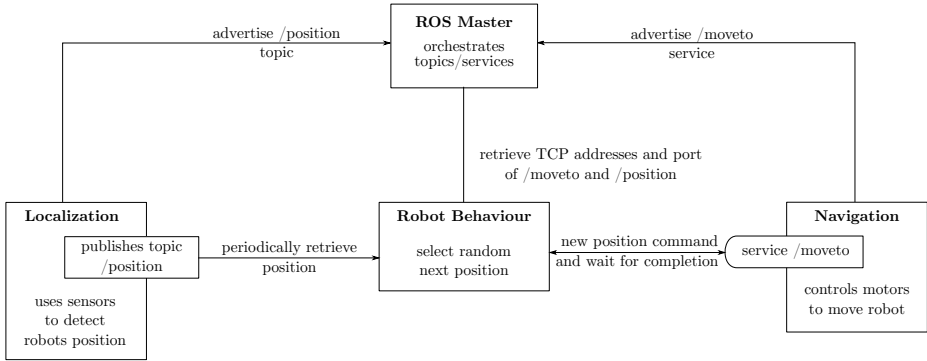 ROS Master
orchestrates
topics/services
advertise /position
topic
advertise /moveto
service
retrieve TCP addresses and port
of /moveto and /position
Localization
publishes topic
/position
uses sensors
to detect
robots position
periodically retrieve
position
Robot Behaviour
select random
next position
new position command
and wait for completion
Navigation
service /moveto
controls motors
to move robot